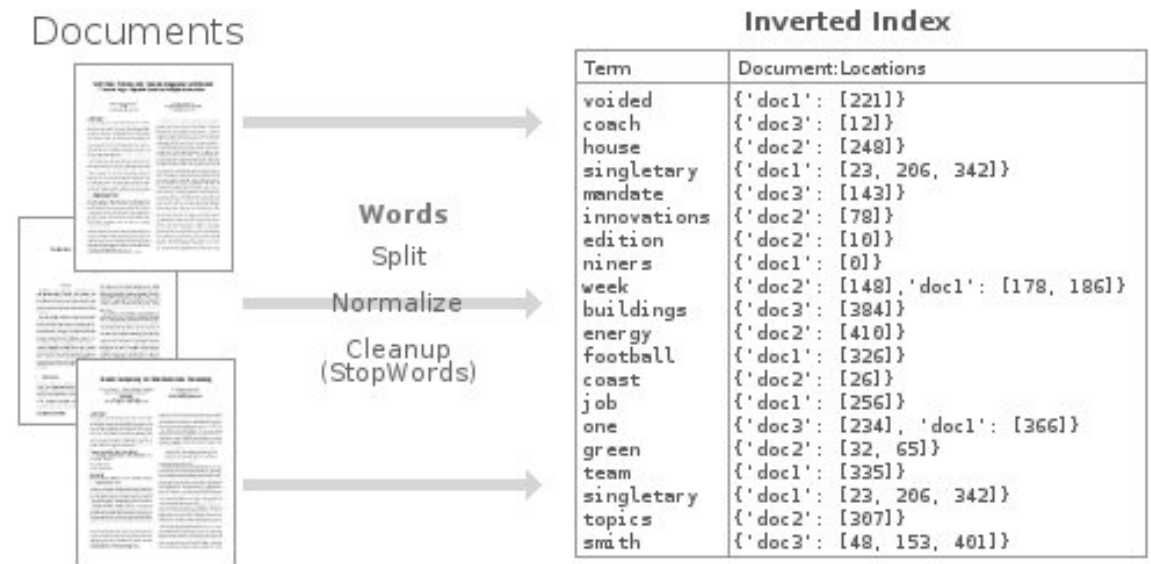 Documents
Words
Split
Normalize
Cleanup
(StopWords)
Inverted Index
Term Document:Locations
voided {'doc1': [221]}
coach {'doc3': [12]}
house {'doc2': [248]}
singletary {'doc1': [23, 206, 342]}
mandate {'doc3': [143]}
innovations {'doc2': [78]}
edition {'doc2': [10]}
niners {'doc1': [0]}
week {'doc2': [148],'doc1': [178, 186]}
buildings {'doc3': [384]}
energy {'doc2': [410]}
football {'doc1': [326]}
coast {'doc2': [26]}
job {'doc1': [256]}
one {'doc3': [234], 'doc1': [366]}
green {'doc2': [32, 65]}
team {'doc1': [335]}
singletary {'doc1': [23, 206, 342]}
topics {'doc2': [307]}
smith {'doc3': [48, 153, 401]}